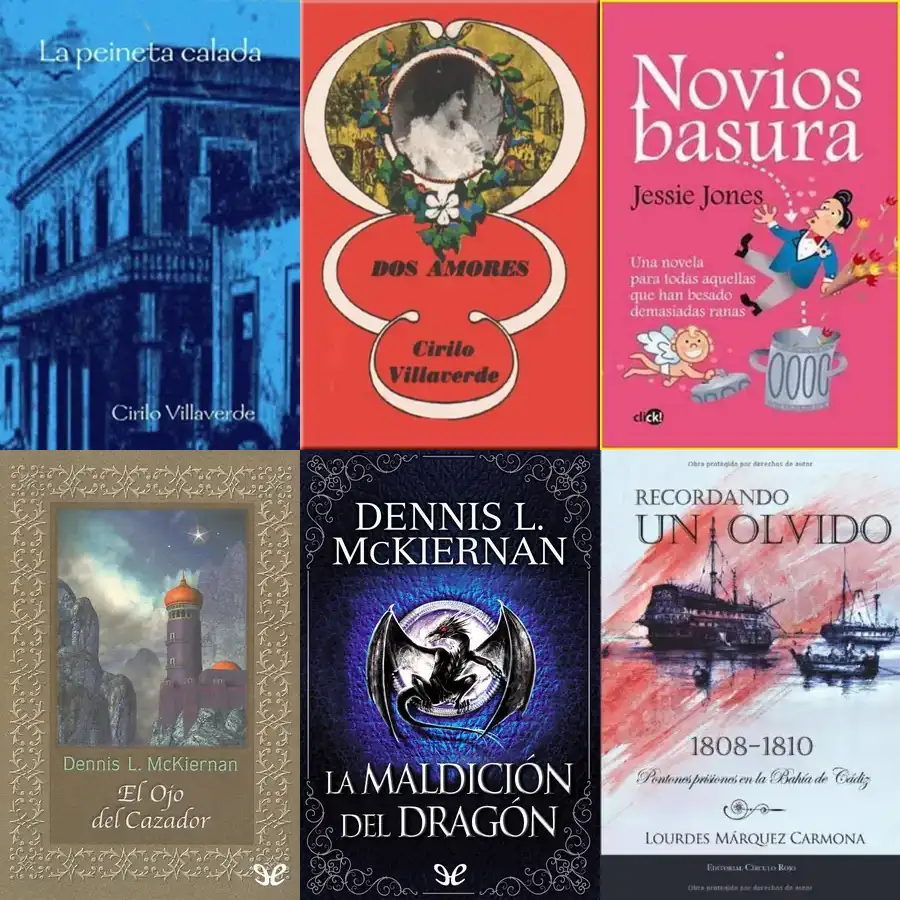 La peineta calada
Cirilo Villaverde
DOS AMORES
Cirilo
Villaverde
Novios
basura
Jessie Jones
Una novela
para todas aquellas
que han besado
demasiadas ranas
click!
Dennis L. McKiernan
El Ojo
del Cazador
DENNIS L.
McKIERNAN
LA MALDICIÓN
DEL DRAGÓN
Obra protegida por derechos de autor
RECORDANDO
UN OLVIDO
1808-1810
Pontones prisiones en la Bahía de Cádiz
LOURDES MÁRQUEZ CARMONA
EDITORIAL CÍRCULO ROJO
Obra protegida por derechos de autor